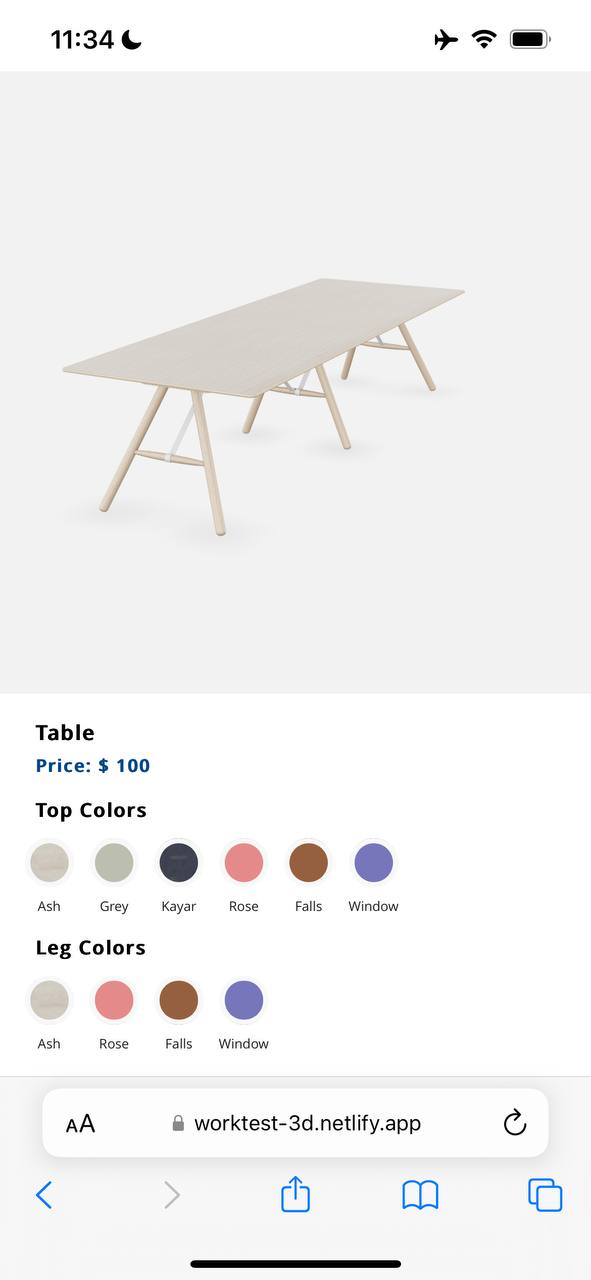 11:34
Table
Price: $ 100
Top Colors
Ash Grey Kayar Rose Falls Window
Leg Colors
Ash Rose Falls Window
AA worktest-3d.netlify.app